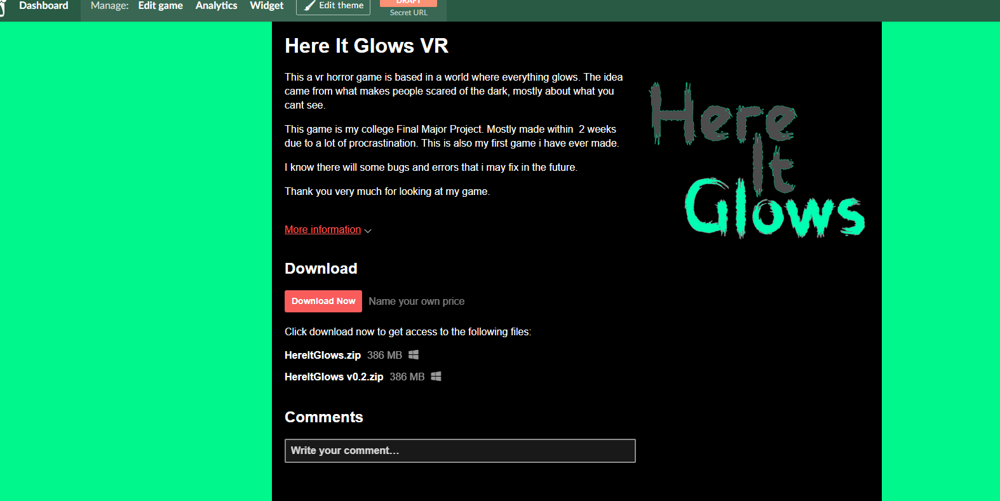 Dashboard Manage: Edit game Analytics Widget Edit theme DRAFT
Secret URL
Here It Glows VR
This a vr horror game is based in a world where everything glows. The idea
came from what makes people scared of the dark, mostly about what you
cant see.
This game is my college Final Major Project. Mostly made within  2 weeks
due to a lot of procrastination. This is also my first game i have ever made.
I know there will some bugs and errors that i may fix in the future.
Thank you very much for looking at my game.
More information
Here
It
Glows
Download
Download Now Name your own price
Click download now to get access to the following files:
HereItGlows.zip 386 MB
HereItGlows v0.2.zip 386 MB
Comments
Write your comment...